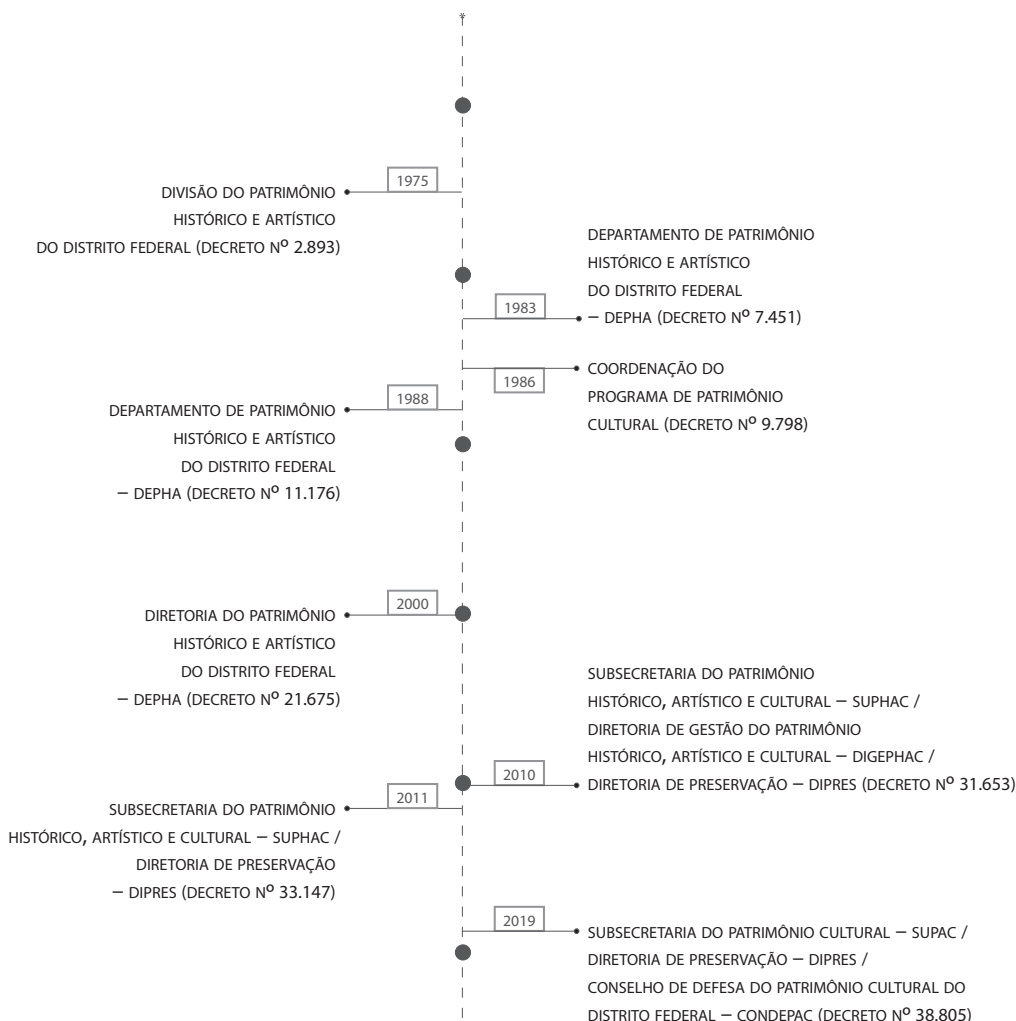 1975
DIVISÃO DO PATRIMÔNIO
HISTÓRICO E ARTÍSTICO
DO DISTRITO FEDERAL (DECRETO Nº 2.893)
1983
DEPARTAMENTO DE PATRIMÔNIO
HISTÓRICO E ARTÍSTICO
DO DISTRITO FEDERAL
– DEPHA (DECRETO Nº 7.451)
1986
COORDENAÇÃO DO
PROGRAMA DE PATRIMÔNIO
CULTURAL (DECRETO Nº 9.798)
1988
DEPARTAMENTO DE PATRIMÔNIO
HISTÓRICO E ARTÍSTICO
DO DISTRITO FEDERAL
– DEPHA (DECRETO Nº 11.176)
2000
DIRETORIA DO PATRIMÔNIO
HISTÓRICO E ARTÍSTICO
DO DISTRITO FEDERAL
– DEPHA (DECRETO Nº 21.675)
2010
SUBSECRETARIA DO PATRIMÔNIO
HISTÓRICO, ARTÍSTICO E CULTURAL – SUPHAC /
DIRETORIA DE GESTÃO DO PATRIMÔNIO
HISTÓRICO, ARTÍSTICO E CULTURAL – DIGEPHAC /
DIRETORIA DE PRESERVAÇÃO – DIPRES (DECRETO Nº 31.653)
2011
SUBSECRETARIA DO PATRIMÔNIO
HISTÓRICO, ARTÍSTICO E CULTURAL – SUPHAC /
DIRETORIA DE PRESERVAÇÃO
– DIPRES (DECRETO Nº 33.147)
2019
SUBSECRETARIA DO PATRIMÔNIO CULTURAL – SUPAC /
DIRETORIA DE PRESERVAÇÃO – DIPRES /
CONSELHO DE DEFESA DO PATRIMÔNIO CULTURAL DO
DISTRITO FEDERAL – CONDEPAC (DECRETO Nº 38.805)